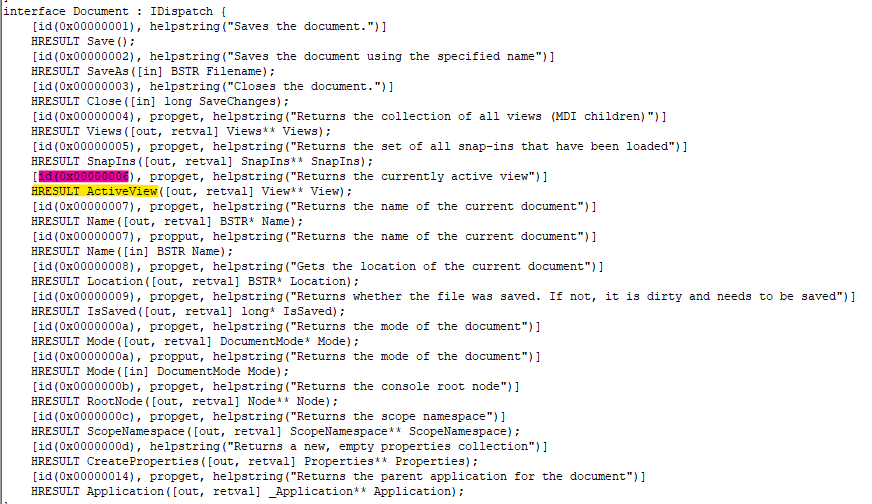 interface Document : IDispatch {
[id(0x00000001), helpstring("Saves the document.")]
HRESULT Save();
[id(0x00000002), helpstring("Saves the document using the specified name")]
HRESULT SaveAs([in] BSTR Filename);
[id(0x00000003), helpstring("Closes the document.")]
HRESULT Close([in] long SaveChanges);
[id(0x00000004), propget, helpstring("Returns the collection of all views (MDI children)")]
HRESULT Views([out, retval] Views** Views);
[id(0x00000005), propget, helpstring("Returns the set of all snap-ins that have been loaded")]
HRESULT SnapIns([out, retval] SnapIns** SnapIns);
[id(0x00000006), propget, helpstring("Returns the currently active view")]
HRESULT ActiveView([out, retval] View** View);
[id(0x00000007), propget, helpstring("Returns the name of the current document")]
HRESULT Name([out, retval] BSTR* Name);
[id(0x00000007), propput, helpstring("Returns the name of the current document")]
HRESULT Name([in] BSTR Name);
[id(0x00000008), propget, helpstring("Gets the location of the current document")]
HRESULT Location([out, retval] BSTR* Location);
[id(0x00000009), propget, helpstring("Returns whether the file was saved. If not, it is dirty and needs to be saved")]
HRESULT IsSaved([out, retval] long* IsSaved);
[id(0x0000000a), propget, helpstring("Returns the mode of the document")]
HRESULT Mode([out, retval] DocumentMode* Mode);
[id(0x0000000a), propput, helpstring("Returns the mode of the document")]
HRESULT Mode([in] DocumentMode Mode);
[id(0x0000000b), propget, helpstring("Returns the console root node")]
HRESULT RootNode([out, retval] Node** Node);
[id(0x0000000c), propget, helpstring("Returns the scope namespace")]
HRESULT ScopeNamespace([out, retval] ScopeNamespace** ScopeNamespace);
[id(0x0000000d), helpstring("Returns a new, empty properties collection")]
HRESULT CreateProperties([out, retval] Properties** Properties);
[id(0x00000014), propget, helpstring("Returns the parent application for the document")]
HRESULT Application([out, retval] _Application** Application);